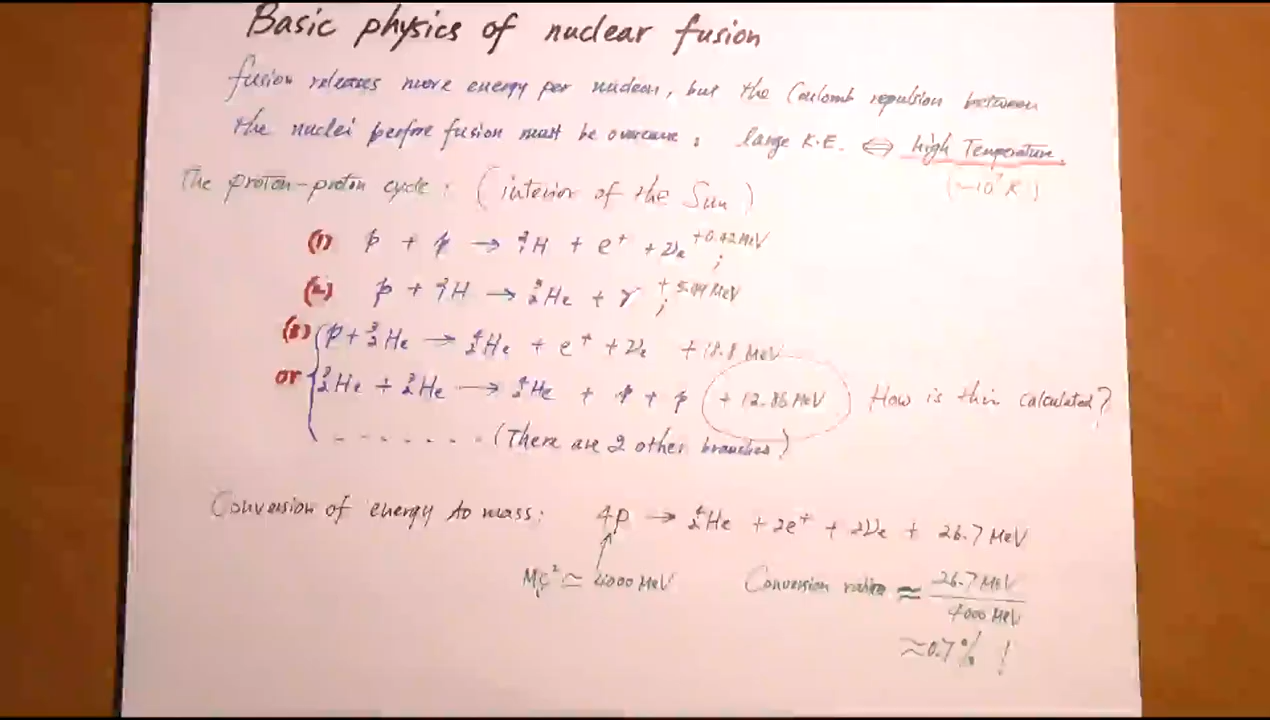 Basic physics of nuclear fusion
fusion releases more energy per nucleon, but the Coulomb repulsion between
the nuclei perfore fusion must be overcome : large K.E. ⇔ high Temperature.
(~10⁷ K)
The proton-proton cycle : (interior of the Sun)
(1) p + p → ²₁H + e⁺ + νe +0.42MeV ;
(2) p + ²₁H → ³₂He + γ + 5.49 MeV ;
(3) p + ³₂He → ⁴₂He + e⁺ + νe + 18.8 MeV
or ³₂He + ³₂He → ⁴₂He + p + p + 12.86 MeV How is this calculated?
- - - - - - - (There are 2 other branches)
Conversion of energy to mass: 4p → ⁴₂He + 2e⁺ + 2νe + 26.7 MeV
Mc² ≃ 4000 MeV Conversion ≈ 26.7 MeV
4000 MeV
≈0.7% !